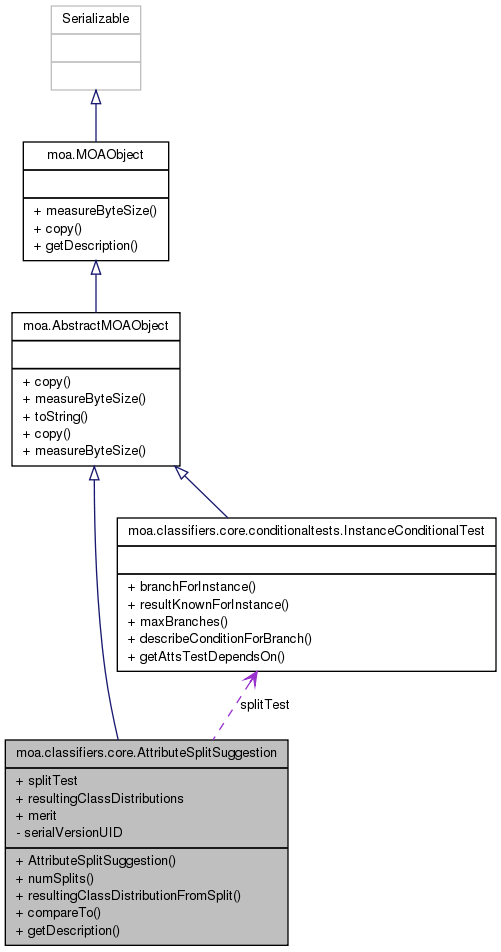 Serializable
moa.MOAObject
+ measureByteSize()
+ copy()
+ getDescription()
moa.AbstractMOAObject
+ copy()
+ measureByteSize()
+ toString()
+ copy()
+ measureByteSize()
moa.classifiers.core.conditionaltests.InstanceConditionalTest
+ branchForInstance()
+ resultKnownForInstance()
+ maxBranches()
+ describeConditionForBranch()
+ getAttsTestDependsOn()
splitTest
moa.classifiers.core.AttributeSplitSuggestion
+ splitTest
+ resultingClassDistributions
+ merit
- serialVersionUID
+ AttributeSplitSuggestion()
+ numSplits()
+ resultingClassDistributionFromSplit()
+ compareTo()
+ getDescription()